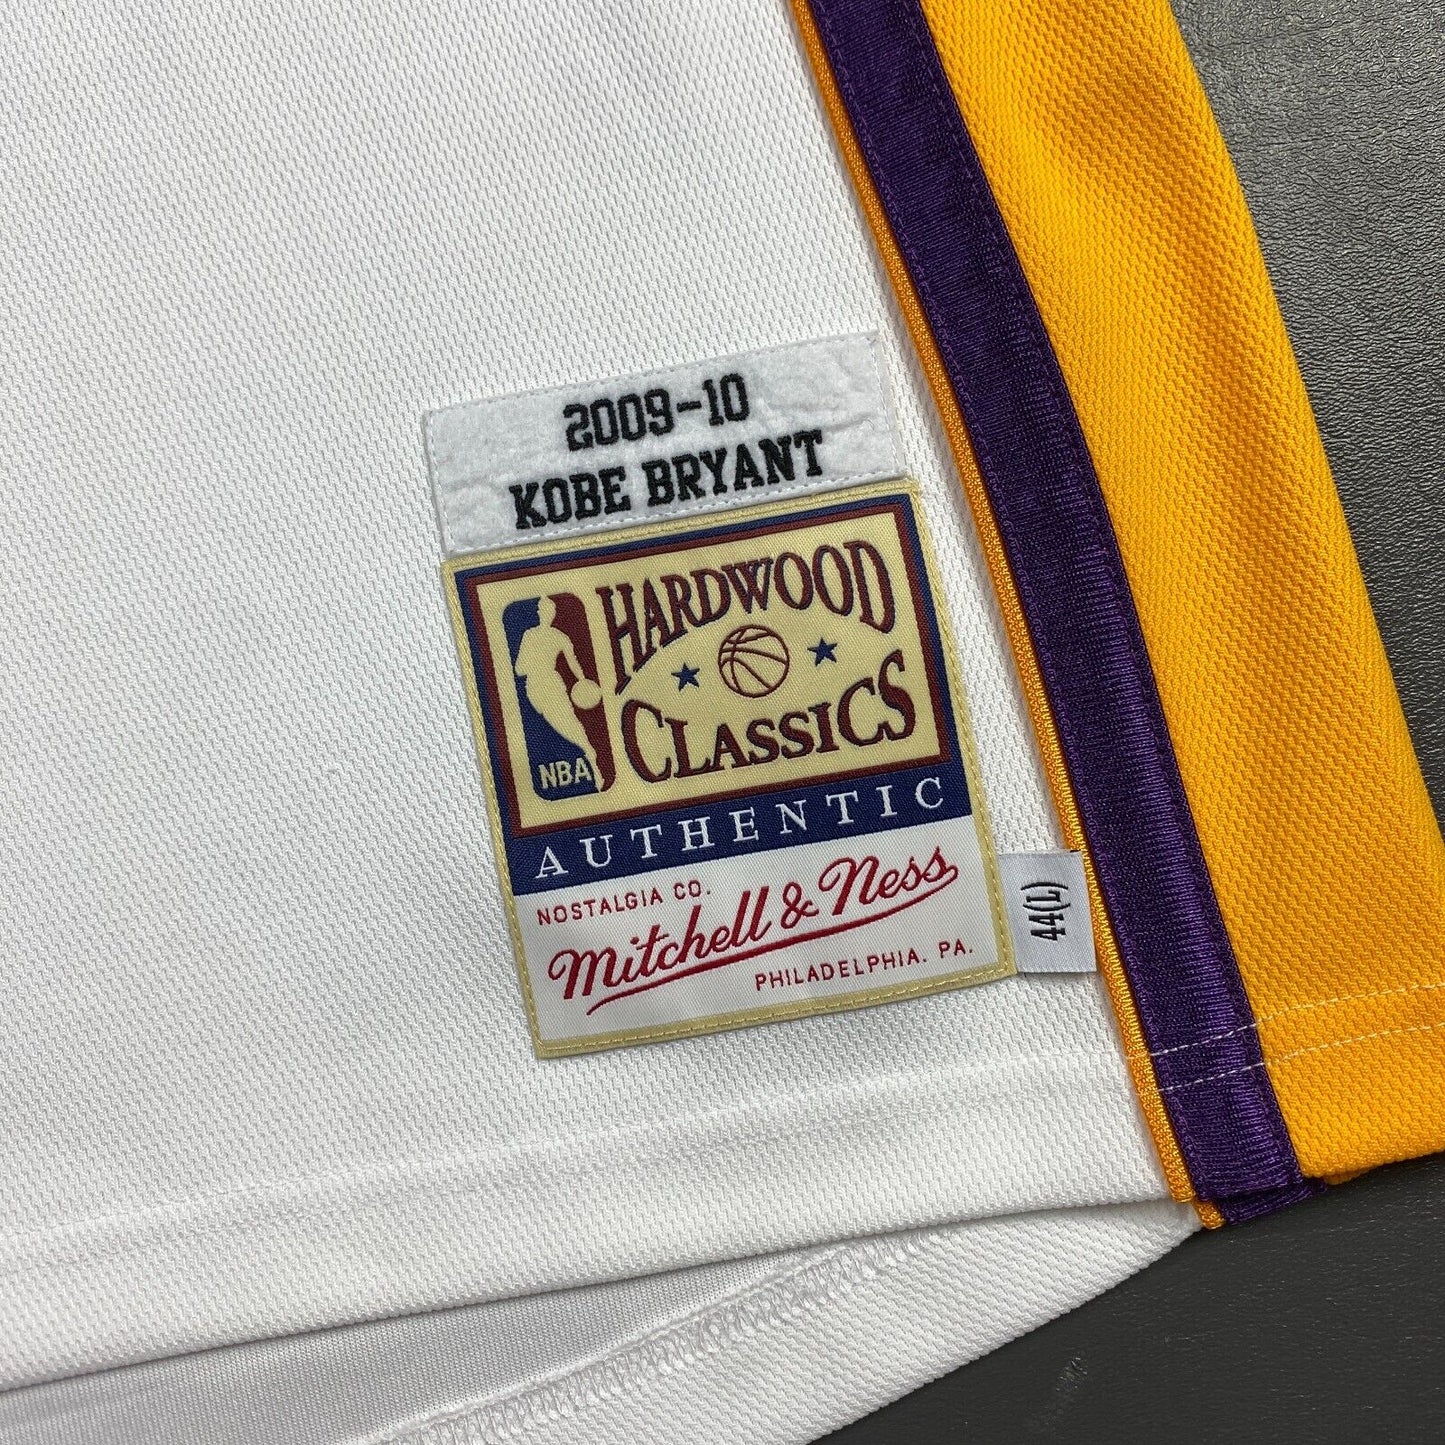 2009-10
KOBE BRYANT
HARDWOOD
CLASSICS
NBA
AUTHENTIC
NOSTALGIA CO.
Mitchell & Ness
PHILADELPHIA. PA.
44(L)